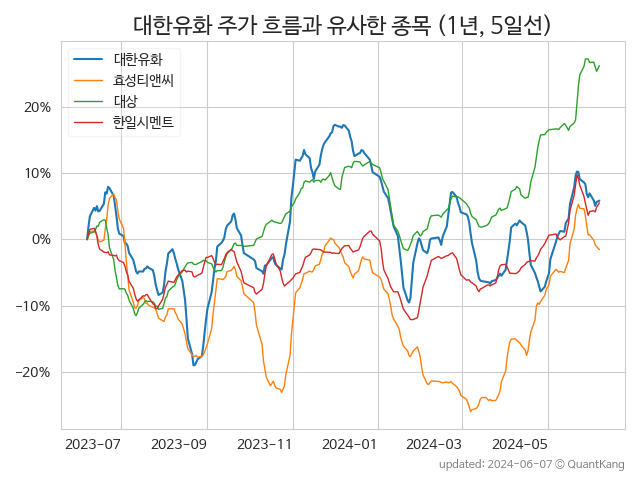 대한유화 주가 흐름과 유사한 종목 (1년, 5일선)
대한유화
효성티앤씨
대상
한일시멘트
20%
10%
0%
−10%
−20%
2023-07 2023-09 2023-11 2024-01 2024-03 2024-05
updated: 2024-06-07 © QuantKang